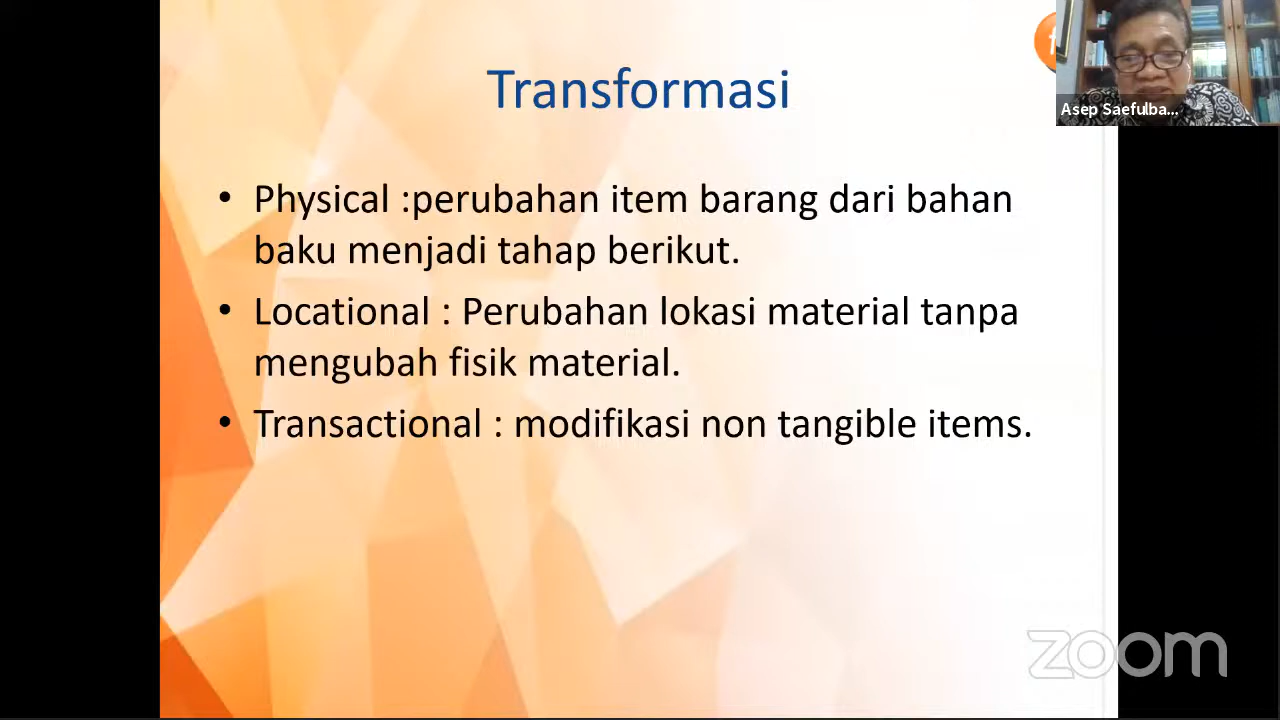 Transformasi
Asep Saefulba...
• Physical :perubahan item barang dari bahan
baku menjadi tahap berikut.
• Locational : Perubahan lokasi material tanpa
mengubah fisik material.
• Transactional : modifikasi non tangible items.
zoom